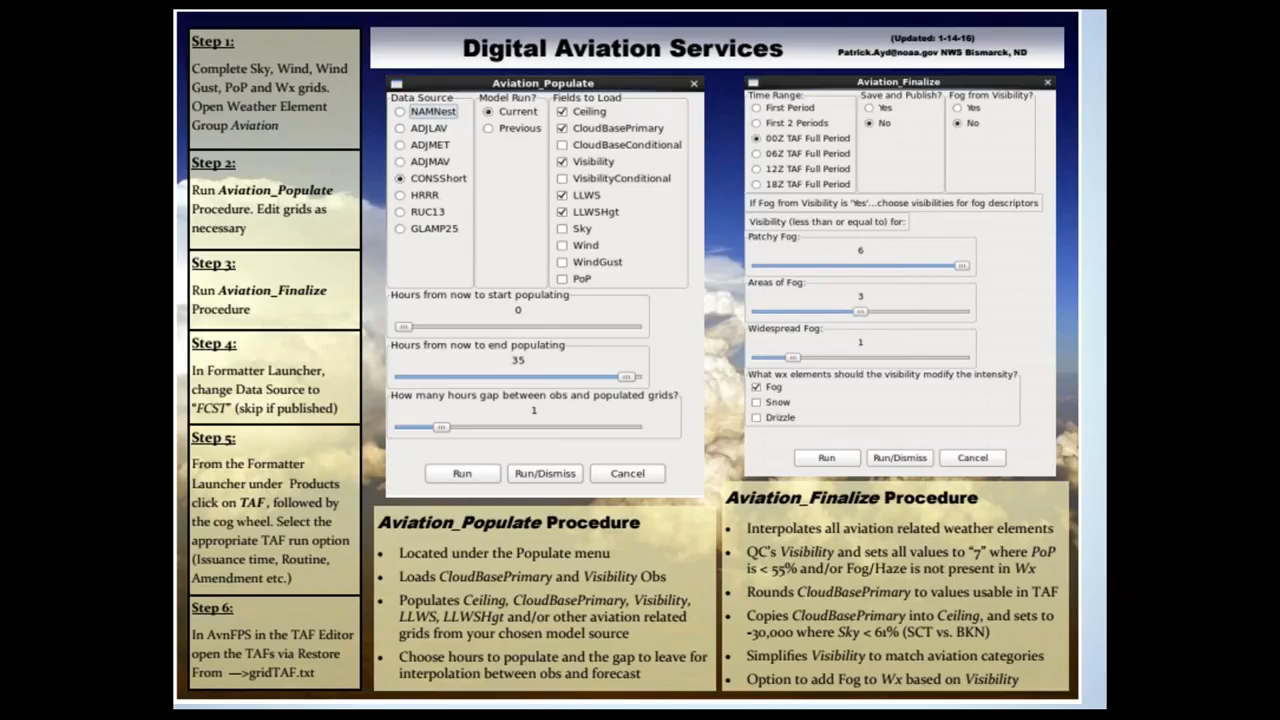 Digital Aviation Services
(Updated: 1-14-16)
Patrick.Ayd@noaa.gov NWS Bismarck, ND
Step 1:
Complete Sky, Wind, Wind
Gust, PoP and Wx grids.
Open Weather Element
Group Aviation
Step 2:
Run Aviation_Populate
Procedure. Edit grids as
necessary
Step 3:
Run Aviation_Finalize
Procedure
Step 4:
In Formatter Launcher,
change Data Source to
“FCST” (skip if published)
Step 5:
From the Formatter
Launcher under Products
click on TAF, followed by
the cog wheel. Select the
appropriate TAF run option
(Issuance time, Routine,
Amendment etc.)
Step 6:
In AvnFPS in the TAF Editor
open the TAFs via Restore
From —>gridTAF.txt
Aviation_Populate
Data Source
NAMNest
ADJLAV
ADJMET
ADJMAV
CONSShort
HRRR
RUC13
GLAMP25
Model Run?
Current
Previous
Fields to Load
Ceiling
CloudBasePrimary
CloudBaseConditional
Visibility
VisibilityConditional
LLWS
LLWSHgt
Sky
Wind
WindGust
PoP
Hours from now to start populating
0
Hours from now to end populating
35
How many hours gap between obs and populated grids?
1
Run
Run/Dismiss
Cancel
Aviation_Finalize
Time Range:
First Period
First 2 Periods
00Z TAF Full Period
06Z TAF Full Period
12Z TAF Full Period
18Z TAF Full Period
Save and Publish?
Yes
No
Fog from Visibility?
Yes
No
If Fog from Visibility is 'Yes'...choose visibilities for fog descriptors
Visibility (less than or equal to) for:
Patchy Fog:
6
Areas of Fog:
3
Widespread Fog:
1
What wx elements should the visibility modify the intensity?
Fog
Snow
Drizzle
Run
Run/Dismiss
Cancel
Aviation_Populate Procedure
• Located under the Populate menu
• Loads CloudBasePrimary and Visibility Obs
• Populates Ceiling, CloudBasePrimary, Visibility,
LLWS, LLWSHgt and/or other aviation related
grids from your chosen model source
• Choose hours to populate and the gap to leave for
interpolation between obs and forecast
Aviation_Finalize Procedure
• Interpolates all aviation related weather elements
• QC’s Visibility and sets all values to “7” where PoP
is < 55% and/or Fog/Haze is not present in Wx
• Rounds CloudBasePrimary to values usable in TAF
• Copies CloudBasePrimary into Ceiling, and sets to
-30,000 where Sky < 61% (SCT vs. BKN)
• Simplifies Visibility to match aviation categories
• Option to add Fog to Wx based on Visibility